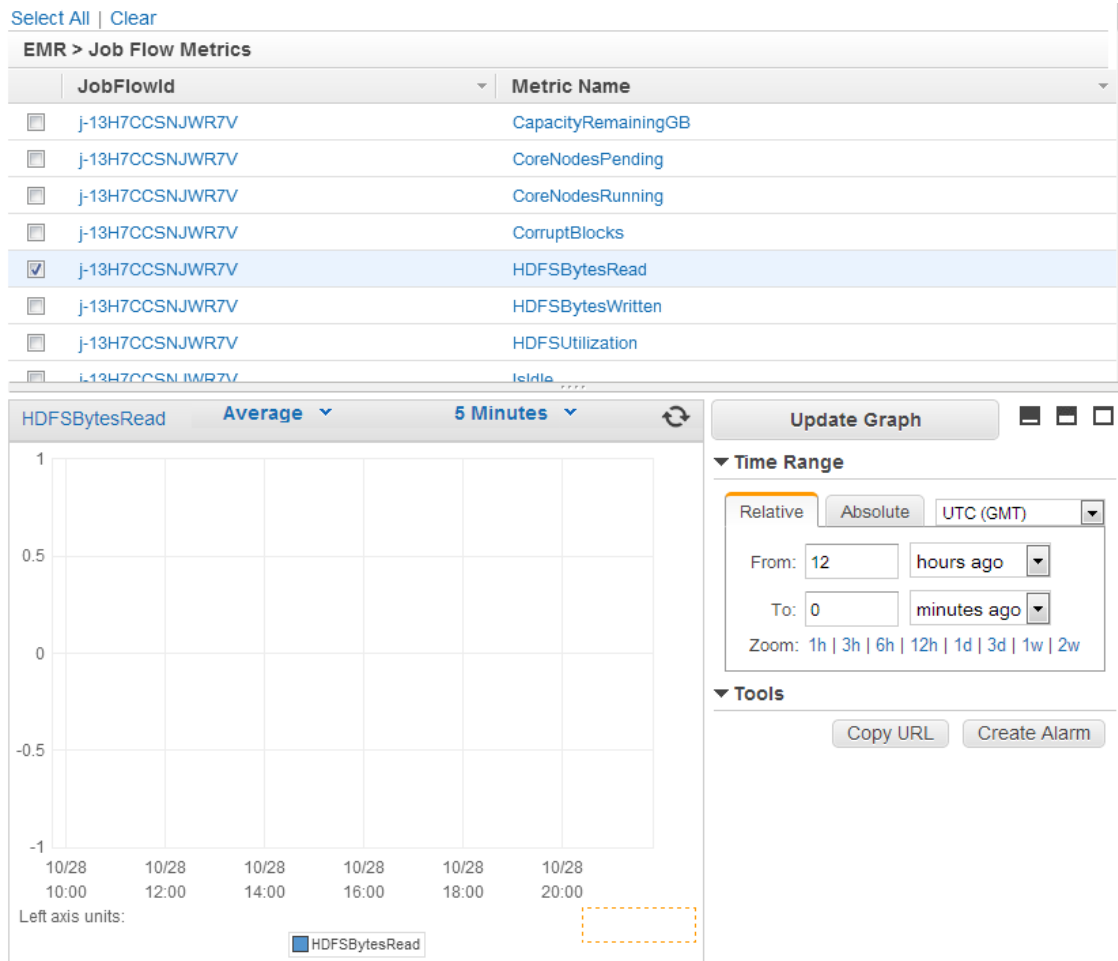 Select All | Clear
EMR > Job Flow Metrics
JobFlowId Metric Name
j-13H7CCSNJWR7V CapacityRemainingGB
j-13H7CCSNJWR7V CoreNodesPending
j-13H7CCSNJWR7V CoreNodesRunning
j-13H7CCSNJWR7V CorruptBlocks
j-13H7CCSNJWR7V HDFSBytesRead
j-13H7CCSNJWR7V HDFSBytesWritten
j-13H7CCSNJWR7V HDFSUtilization
j-13H7CCSNJWR7V IsIdle
HDFSBytesRead Average 5 Minutes
1
0.5
0
-0.5
-1
10/28 10/28 10/28 10/28 10/28 10/28
10:00 12:00 14:00 16:00 18:00 20:00
Left axis units:
HDFSBytesRead
Update Graph
Time Range
Relative Absolute UTC (GMT)
From: 12 hours ago
To: 0 minutes ago
Zoom: 1h | 3h | 6h | 12h | 1d | 3d | 1w | 2w
Tools
Copy URL Create Alarm